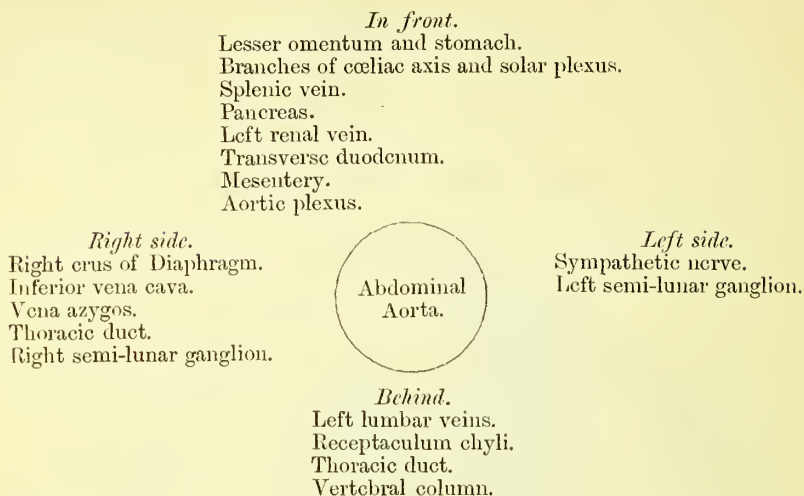 In front.
Lesser omentum and stomach.
Branches of cœliac axis and solar plexus.
Splenic vein.
Pancreas.
Left renal vein.
Transverse duodenum.
Mesentery.
Aortic plexus.
Right side.
Right crus of Diaphragm.
Inferior vena cava.
Vena azygos.
Thoracic duct.
Right semi-lunar ganglion.
Abdominal
Aorta.
Left side.
Sympathetic nerve.
Left semi-lunar ganglion.
Behind.
Left lumbar veins.
Receptaculum chyli.
Thoracic duct.
Vertebral column.